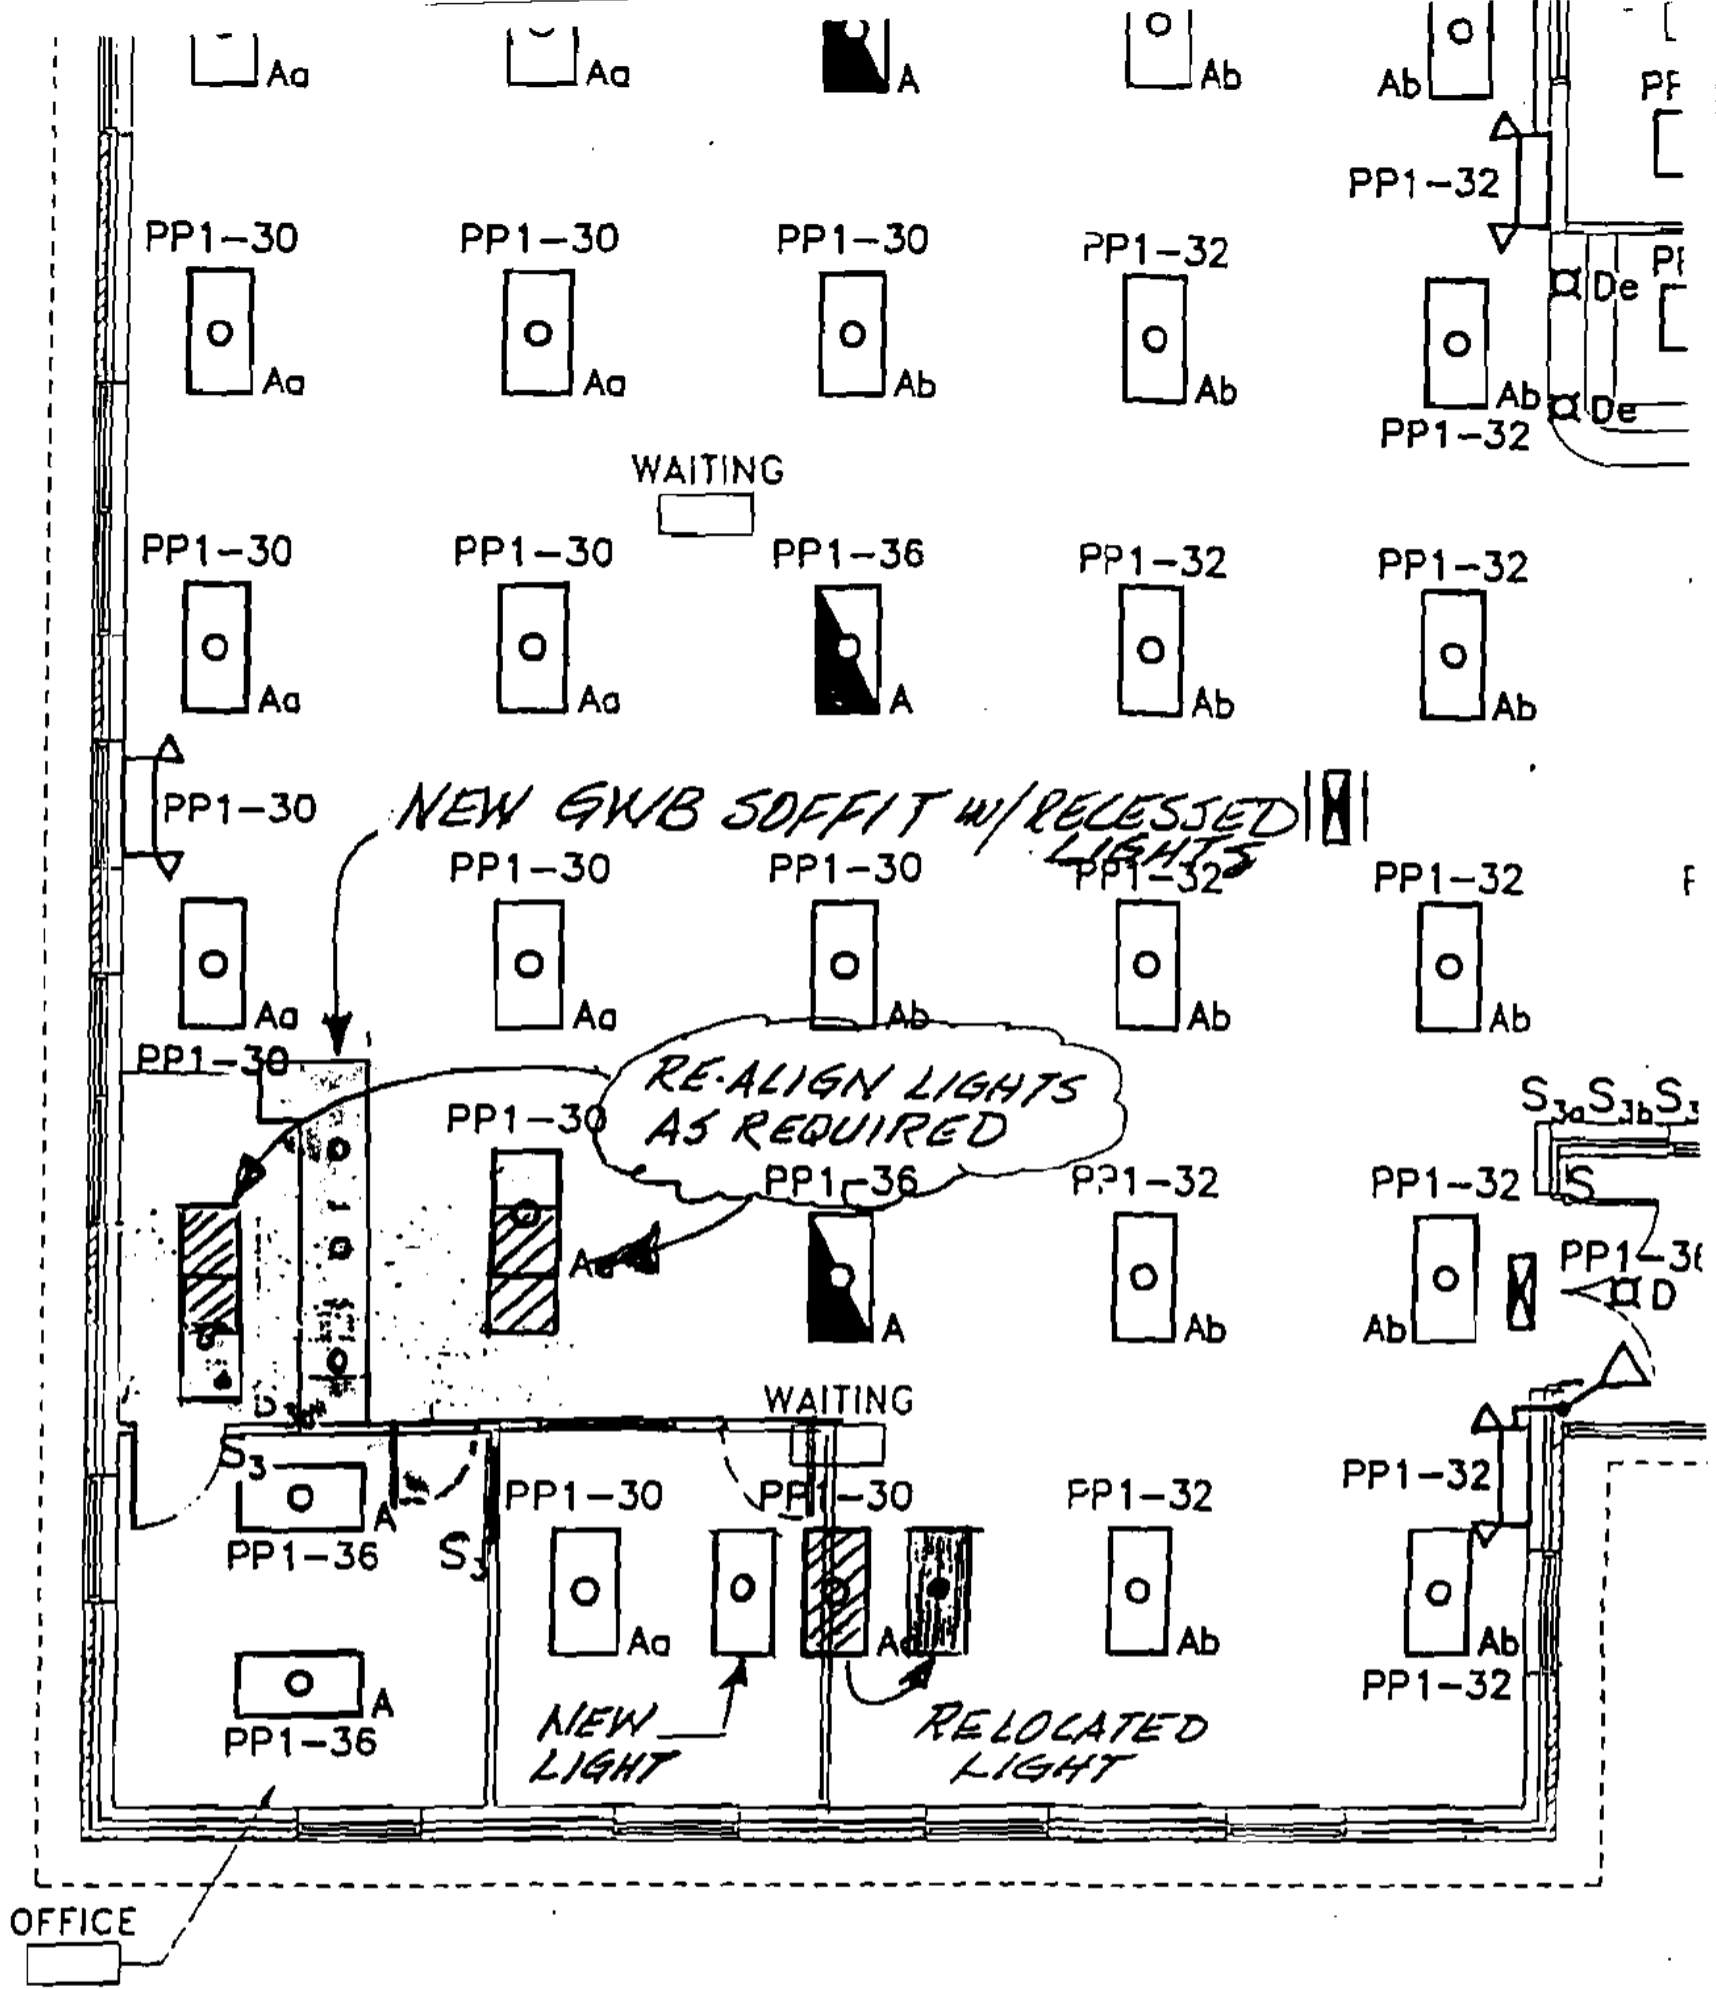 Aa Aa A Ab Ab
PP1-32
PP1-30 PP1-30 PP1-30 PP1-32
De
Aa Aa Ab Ab Ab De
PP1-32
WAITING
PP1-30 PP1-30 PP1-36 PP1-32 PP1-32
Aa Aa A Ab Ab
PP1-30
NEW GWB SOFFIT W/RECESSED
LIGHTS
PP1-30 PP1-30 PP1-32 PP1-32
Aa Aa Ab Ab Ab
PP1-30
RE-ALIGN LIGHTS
AS REQUIRED
PP1-30
S3a S3b S3
PP1-36 PP1-32 PP1-32 S
PP1-36
A Ab Ab D
WAITING
S3
PP1-32
PP1-30 PP1-30 PP1-32
A
PP1-36 S3
Aa Ab Ab
A
PP1-36
PP1-32
NEW
LIGHT
RELOCATED
LIGHT
OFFICE